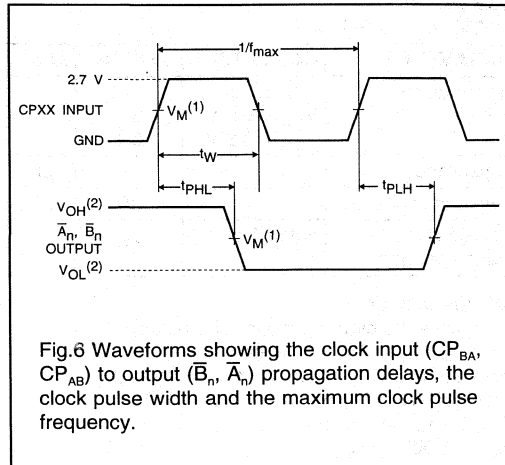 1/fmax
2.7 V
CPXX INPUT
VM(1)
GND
tW
tPHL
tPLH
VOH(2)
A̅n, B̅n
OUTPUT
VM(1)
VOL(2)
Fig.6 Waveforms showing the clock input (CPBA,
CPAB) to output (B̅n, A̅n) propagation delays, the
clock pulse width and the maximum clock pulse
frequency.